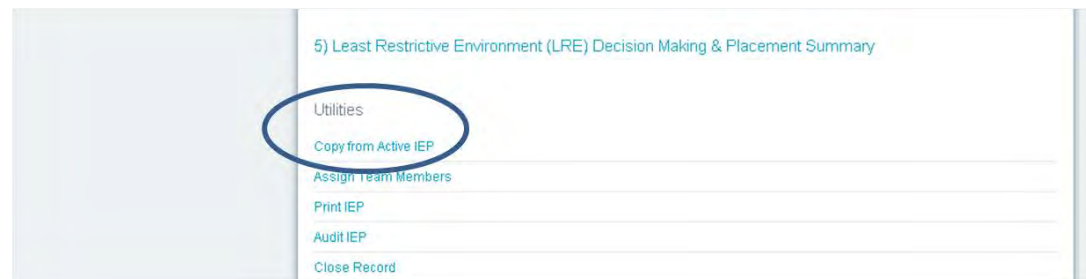 5) Least Restrictive Environment (LRE) Decision Making & Placement Summary
Utilities
Copy from Active IEP
Assign Team Members
Print IEP
Audit IEP
Close Record